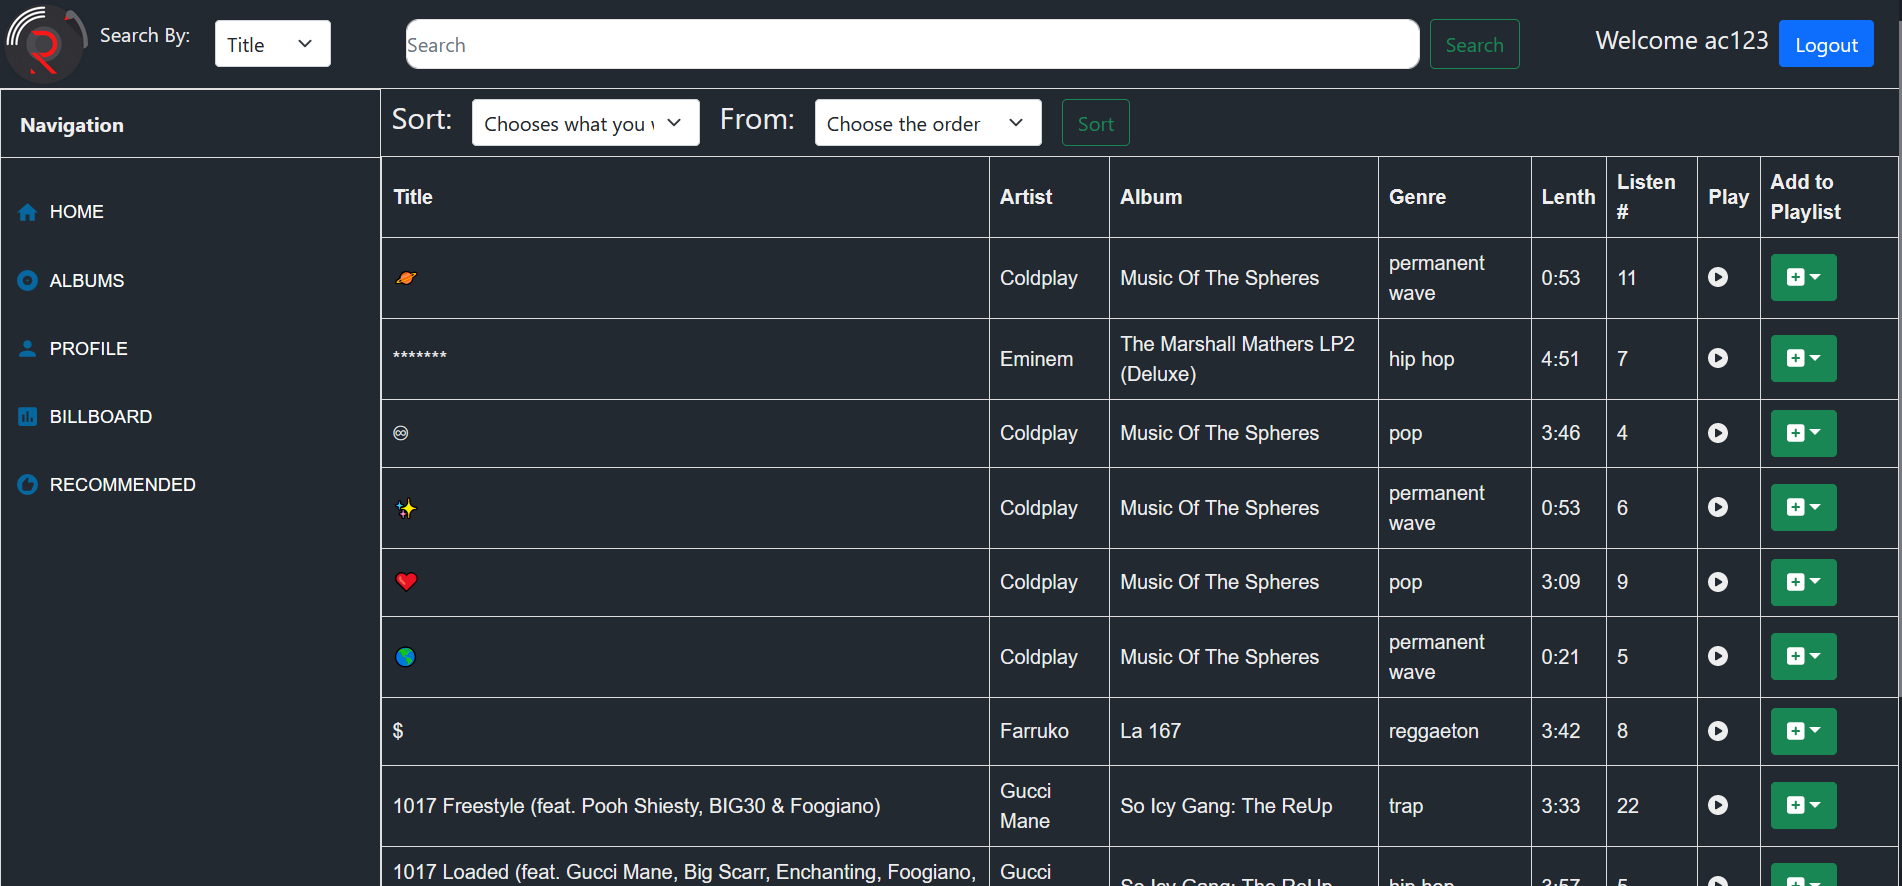 Search By:
Title
Search
Search
Welcome ac123
Logout
Navigation
HOME
ALBUMS
PROFILE
BILLBOARD
RECOMMENDED
Sort:
Chooses what you
From:
Choose the order
Sort
Title Artist Album Genre Lenth Listen # Play Add to Playlist
🪐 Coldplay Music Of The Spheres permanent wave 0:53 11
******* Eminem The Marshall Mathers LP2 (Deluxe) hip hop 4:51 7
♾ Coldplay Music Of The Spheres pop 3:46 4
✨ Coldplay Music Of The Spheres permanent wave 0:53 6
❤️ Coldplay Music Of The Spheres pop 3:09 9
🌎 Coldplay Music Of The Spheres permanent wave 0:21 5
$ Farruko La 167 reggaeton 3:42 8
1017 Freestyle (feat. Pooh Shiesty, BIG30 & Foogiano) Gucci Mane So Icy Gang: The ReUp trap 3:33 22
1017 Loaded (feat. Gucci Mane, Big Scarr, Enchanting, Foogiano, Gucci So Icy Gang: The ReUp hip hop 3:57 5